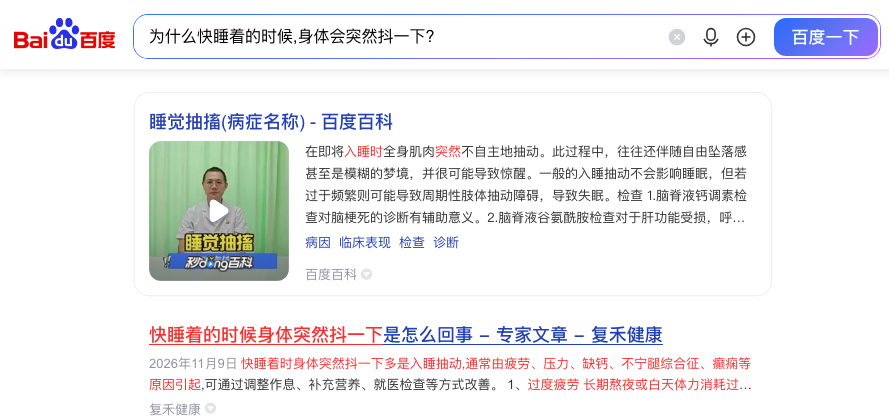 Bai du 百度
为什么快睡着的时候,身体会突然抖一下?
百度一下
睡觉抽搐(病症名称) - 百度百科
在即将入睡时全身肌肉突然不自主地抽动。此过程中，往往还伴随自由坠落感
甚至是模糊的梦境，并很可能导致惊醒。一般的入睡抽动不会影响睡眠，但若
过于频繁则可能导致周期性肢体抽动障碍，导致失眠。检查 1.脑脊液钙调素检
查对脑梗死的诊断有辅助意义。2.脑脊液谷氨酰胺检查对于肝功能受损，呼...
睡觉抽搐
秒dǒng百科
病因 临床表现 检查 诊断
百度百科
快睡着的时候身体突然抖一下是怎么回事 – 专家文章 – 复禾健康
2026年11月9日 快睡着时身体突然抖一下多是入睡抽动,通常由疲劳、压力、缺钙、不宁腿综合征、癫痫等
原因引起,可通过调整作息、补充营养、就医检查等方式改善。 1、过度疲劳 长期熬夜或白天体力消耗过...
复禾健康